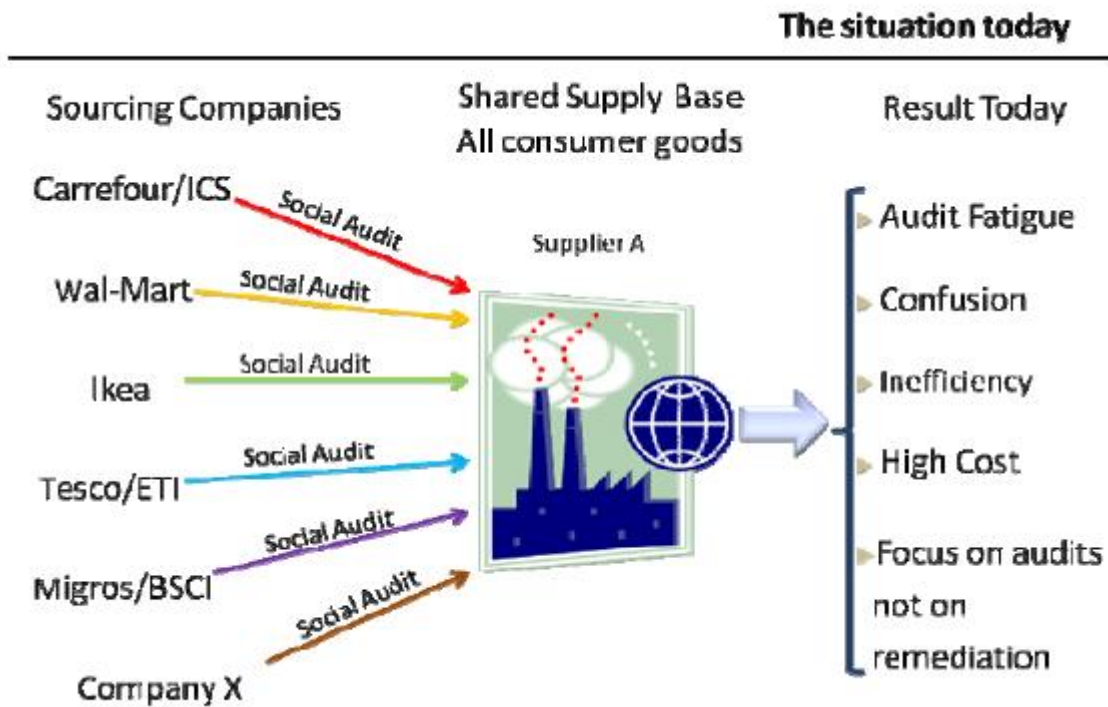 The situation today
Sourcing Companies
Shared Supply Base
All consumer goods
Result Today
Carrefour/ICS
Social Audit
Wal-Mart
Social Audit
Ikea
Social Audit
Tesco/ETI
Social Audit
Migros/BSCI
Social Audit
Company X
Social Audit
Supplier A
Audit Fatigue
Confusion
Inefficiency
High Cost
Focus on audits
not on
remediation